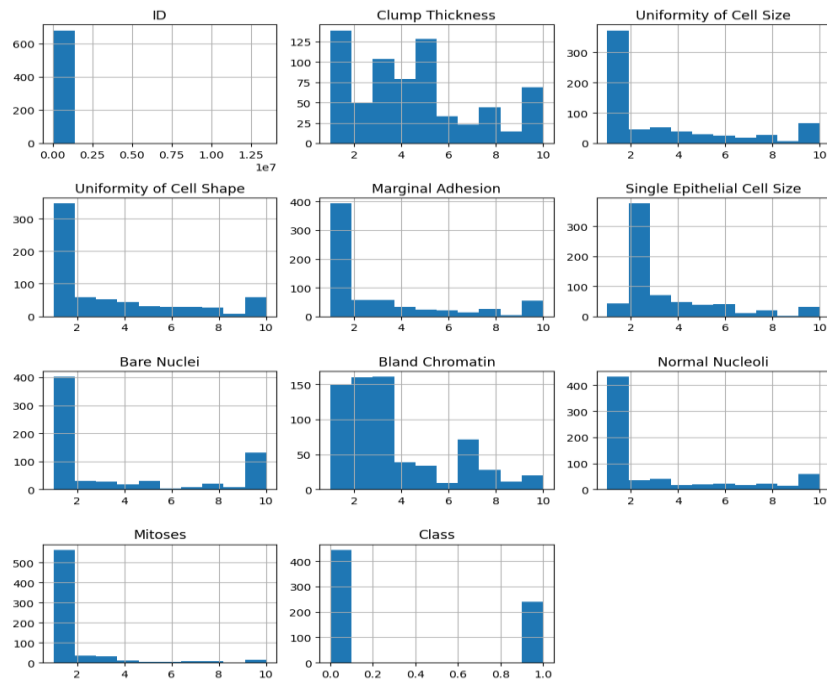 ID
600
400
200
0
0.00 0.25 0.50 0.75 1.00 1.25
1e7
Clump Thickness
125
100
75
50
25
0
2 4 6 8 10
Uniformity of Cell Size
300
200
100
0
2 4 6 8 10
Uniformity of Cell Shape
300
200
100
0
2 4 6 8 10
Marginal Adhesion
400
300
200
100
0
2 4 6 8 10
Single Epithelial Cell Size
300
200
100
0
2 4 6 8 10
Bare Nuclei
400
300
200
100
0
2 4 6 8 10
Bland Chromatin
150
100
50
0
2 4 6 8 10
Normal Nucleoli
400
300
200
100
0
2 4 6 8 10
Mitoses
500
400
300
200
100
0
2 4 6 8 10
Class
400
300
200
100
0
0.0 0.2 0.4 0.6 0.8 1.0